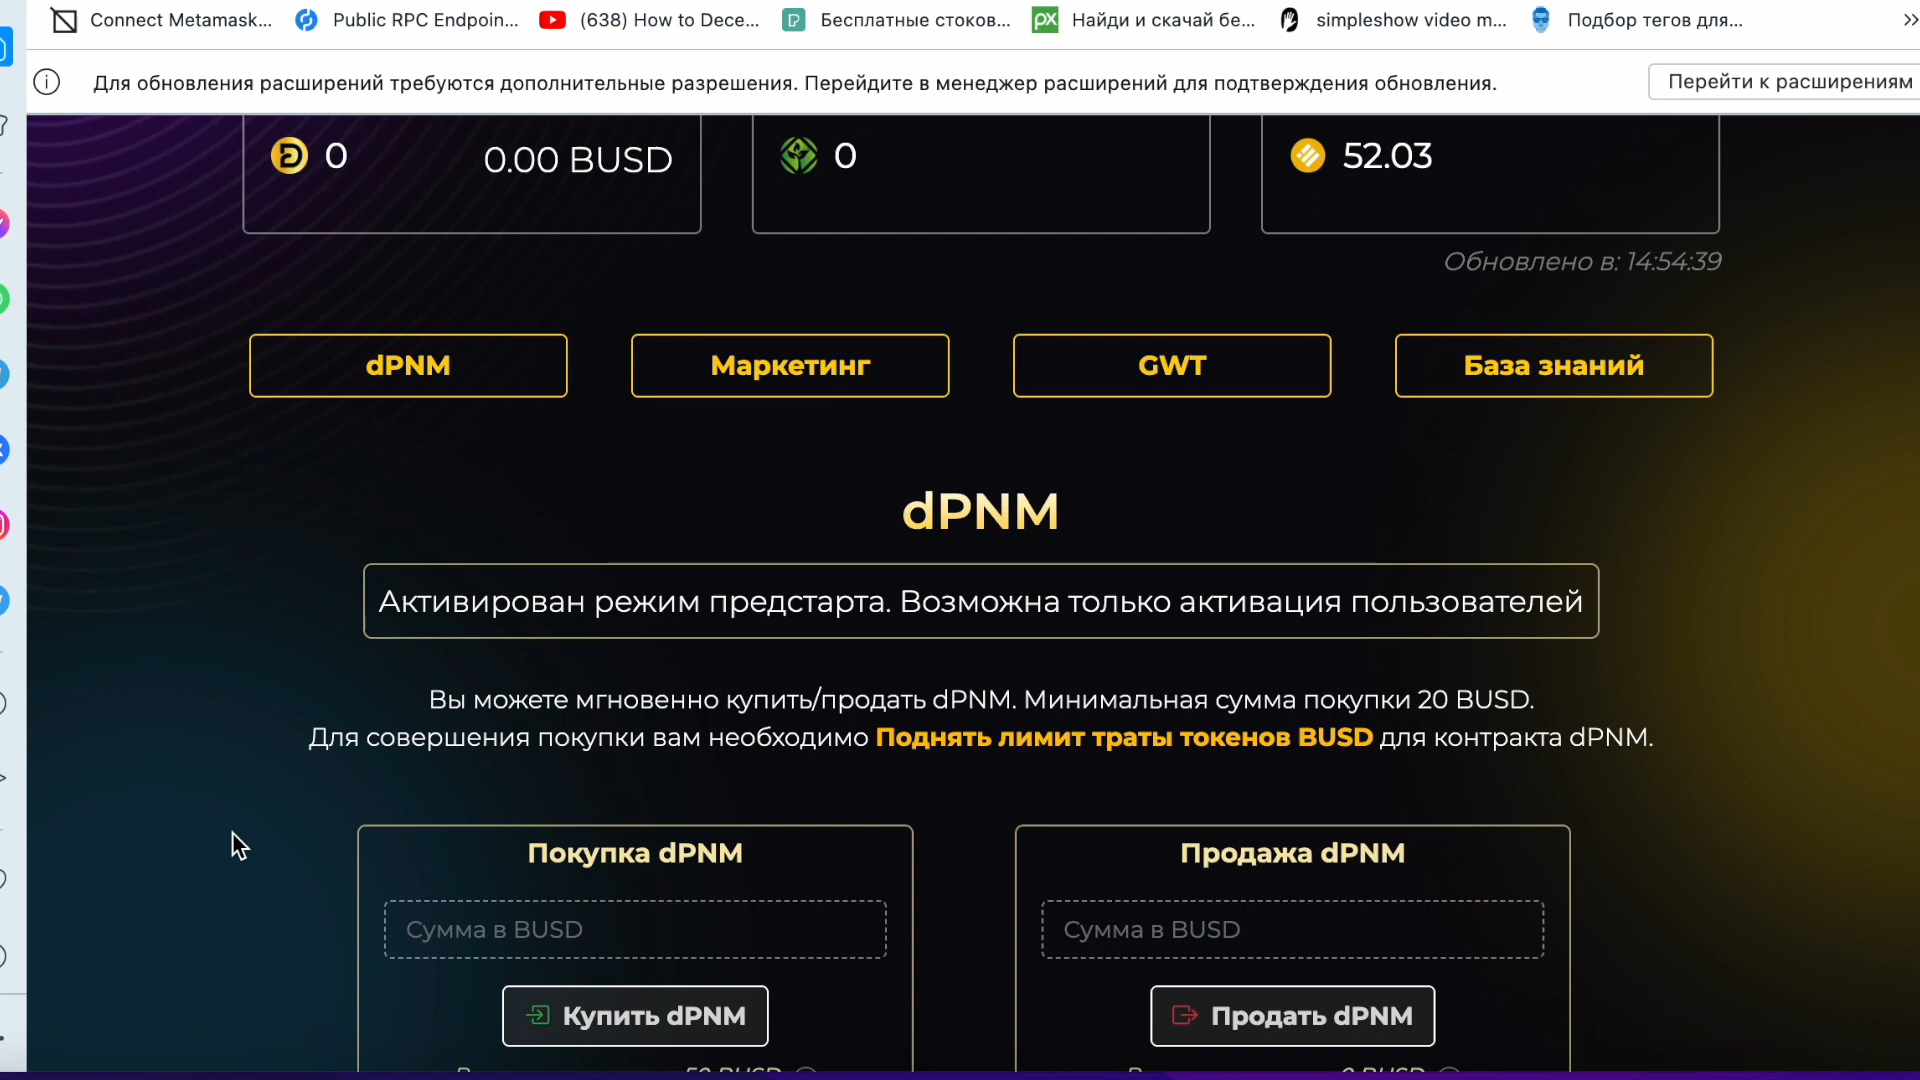 Connect Metamask... Public RPC Endpoin... (638) How to Dece... Бесплатные стоков... Найди и скачай бе... simpleshow video m... Подбор тегов для...
Для обновления расширений требуются дополнительные разрешения. Перейдите в менеджер расширений для подтверждения обновления. Перейти к расширениям
0 0.00 BUSD 0 52.03
Обновлено в: 14:54:39
dPNM Маркетинг GWT База знаний
dPNM
Активирован режим предстарта. Возможна только активация пользователей
Вы можете мгновенно купить/продать dPNM. Минимальная сумма покупки 20 BUSD.
Для совершения покупки вам необходимо Поднять лимит траты токенов BUSD для контракта dPNM.
Покупка dPNM Продажа dPNM
Сумма в BUSD Сумма в BUSD
Купить dPNM Продать dPNM